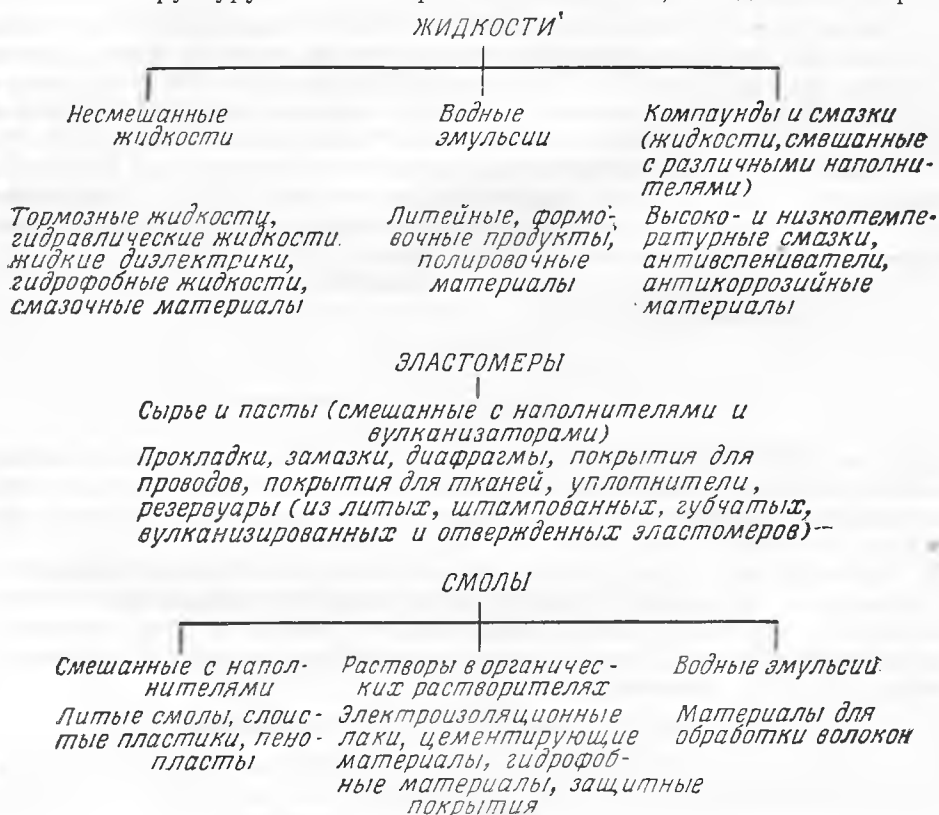 ЖИДКОСТИ
Несмешанные
жидкости
Водные
эмульсии
Компаунды и смазки
(жидкости, смешанные
с различными наполни-
телями)
Тормозные жидкости,
гидравлические жидкости.
жидкие диэлектрики,
гидрофобные жидкости,
смазочные материалы
Литейные, формо-
вочные продукты,
полировочные
материалы
Высоко- и низкотемпе-
ратурные смазки,
антивспениватели,
антикоррозийные
материалы
ЭЛАСТОМЕРЫ
Сырье и пасты (смешанные с наполнителями и
вулканизаторами)
Прокладки, замазки, диафрагмы, покрытия для
проводов, покрытия для тканей, уплотнители,
резервуары (из литых, штампованных, губчатых,
вулканизированных и отвержденных эластомеров)--
СМОЛЫ
Смешанные с напол-
нителями
Растворы в органичес-
ких растворителях
Водные эмульсии
Литые смолы, слоис-
тые пластики, пено-
пласты
Электроизоляционные
лаки, цементирующие
материалы, гидрофоб-
ные материалы, защитные
покрытия
Материалы для
обработки волокон